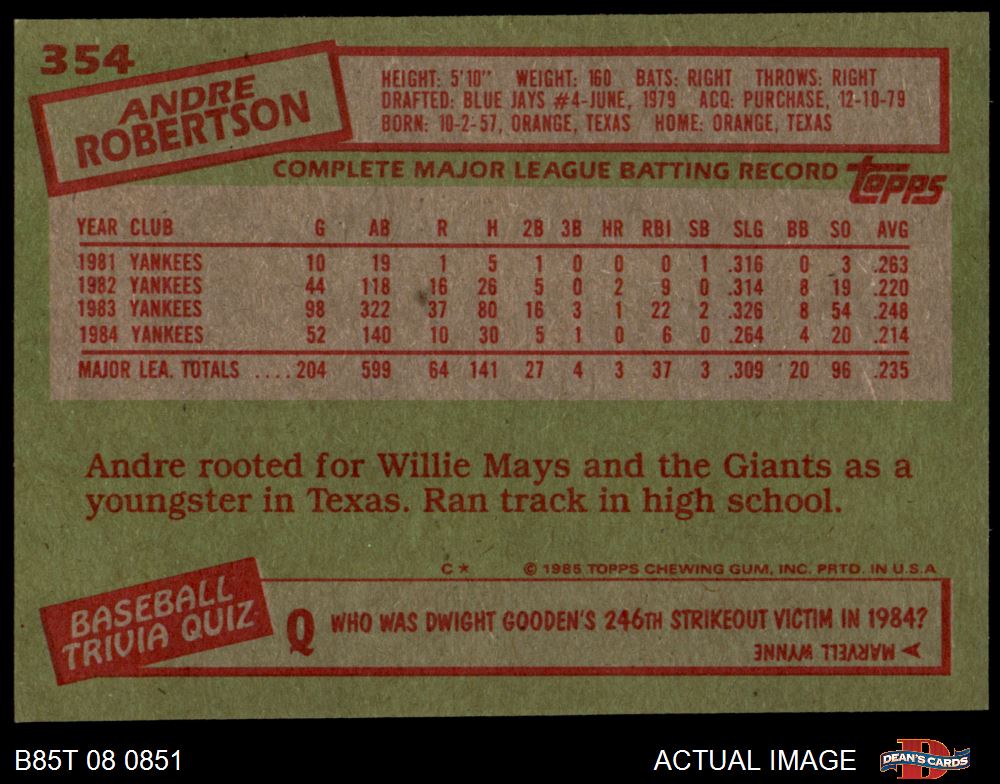 354
ANDRE
ROBERTSON
HEIGHT: 5'10" WEIGHT: 160 BATS: RIGHT THROWS: RIGHT
DRAFTED: BLUE JAYS #4-JUNE, 1979 ACQ: PURCHASE, 12-10-79
BORN: 10-2-57, ORANGE, TEXAS HOME: ORANGE, TEXAS
COMPLETE MAJOR LEAGUE BATTING RECORD topps
YEAR CLUB G AB R H 2B 3B HR RBI SB SLG BB SO AVG
1981 YANKEES 10 19 1 5 1 0 0 0 1 .316 0 3 .263
1982 YANKEES 44 118 16 26 5 0 2 9 0 .314 8 19 .220
1983 YANKEES 98 322 37 80 16 3 1 22 2 .326 8 54 .248
1984 YANKEES 52 140 10 30 5 1 0 6 0 .264 4 20 .214
MAJOR LEA. TOTALS ....204 599 64 141 27 4 3 37 3 .309 20 96 .235
Andre rooted for Willie Mays and the Giants as a
youngster in Texas. Ran track in high school.
C* © 1985 TOPPS CHEWING GUM, INC. PRTD. IN U.S.A.
BASEBALL
TRIVIA QUIZ
Q WHO WAS DWIGHT GOODEN'S 246TH STRIKEOUT VICTIM IN 1984?
MARVELL WYNNE
B85T 08 0851
ACTUAL IMAGE
DEAN'S CARDS